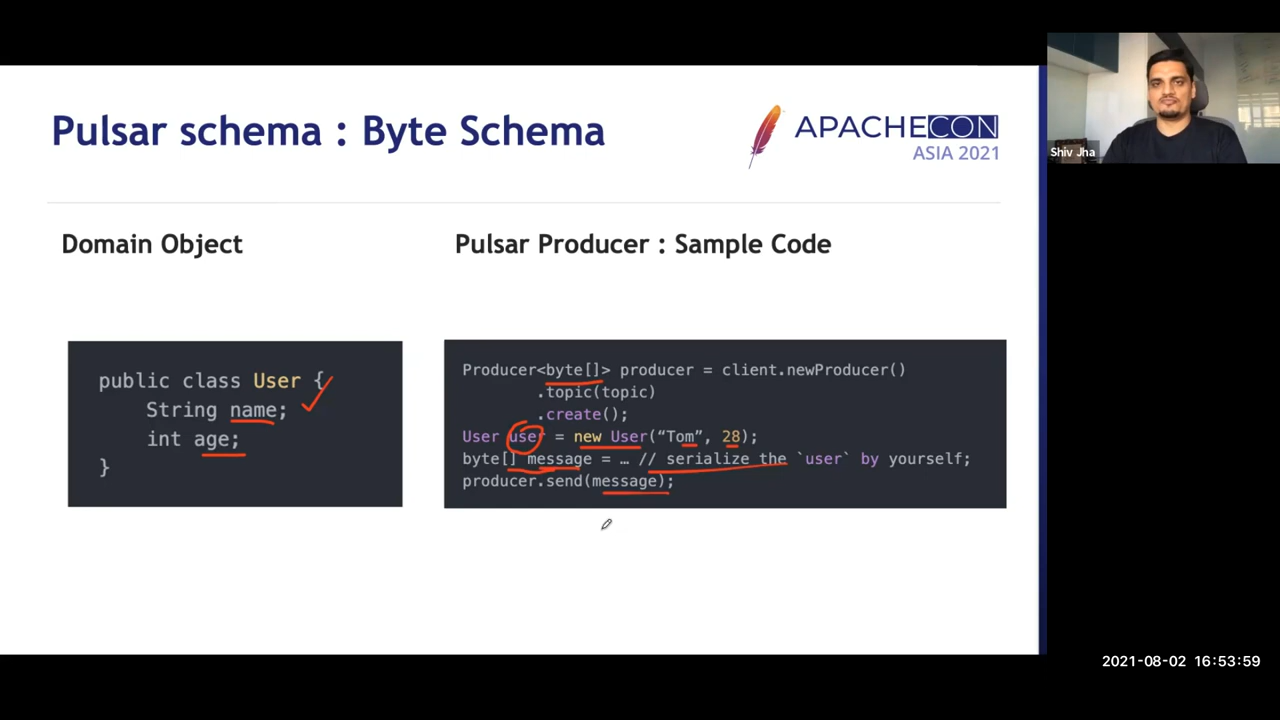 Pulsar schema : Byte Schema
APACHECON
ASIA 2021
Shiv Jha
Domain Object
Pulsar Producer : Sample Code
public class User {
String name;
int age;
}
Producer<byte[]> producer = client.newProducer()
.topic(topic)
.create();
User user = new User(“Tom”, 28);
byte[] message = … // serialize the `user` by yourself;
producer.send(message);
2021-08-02 16:53:59